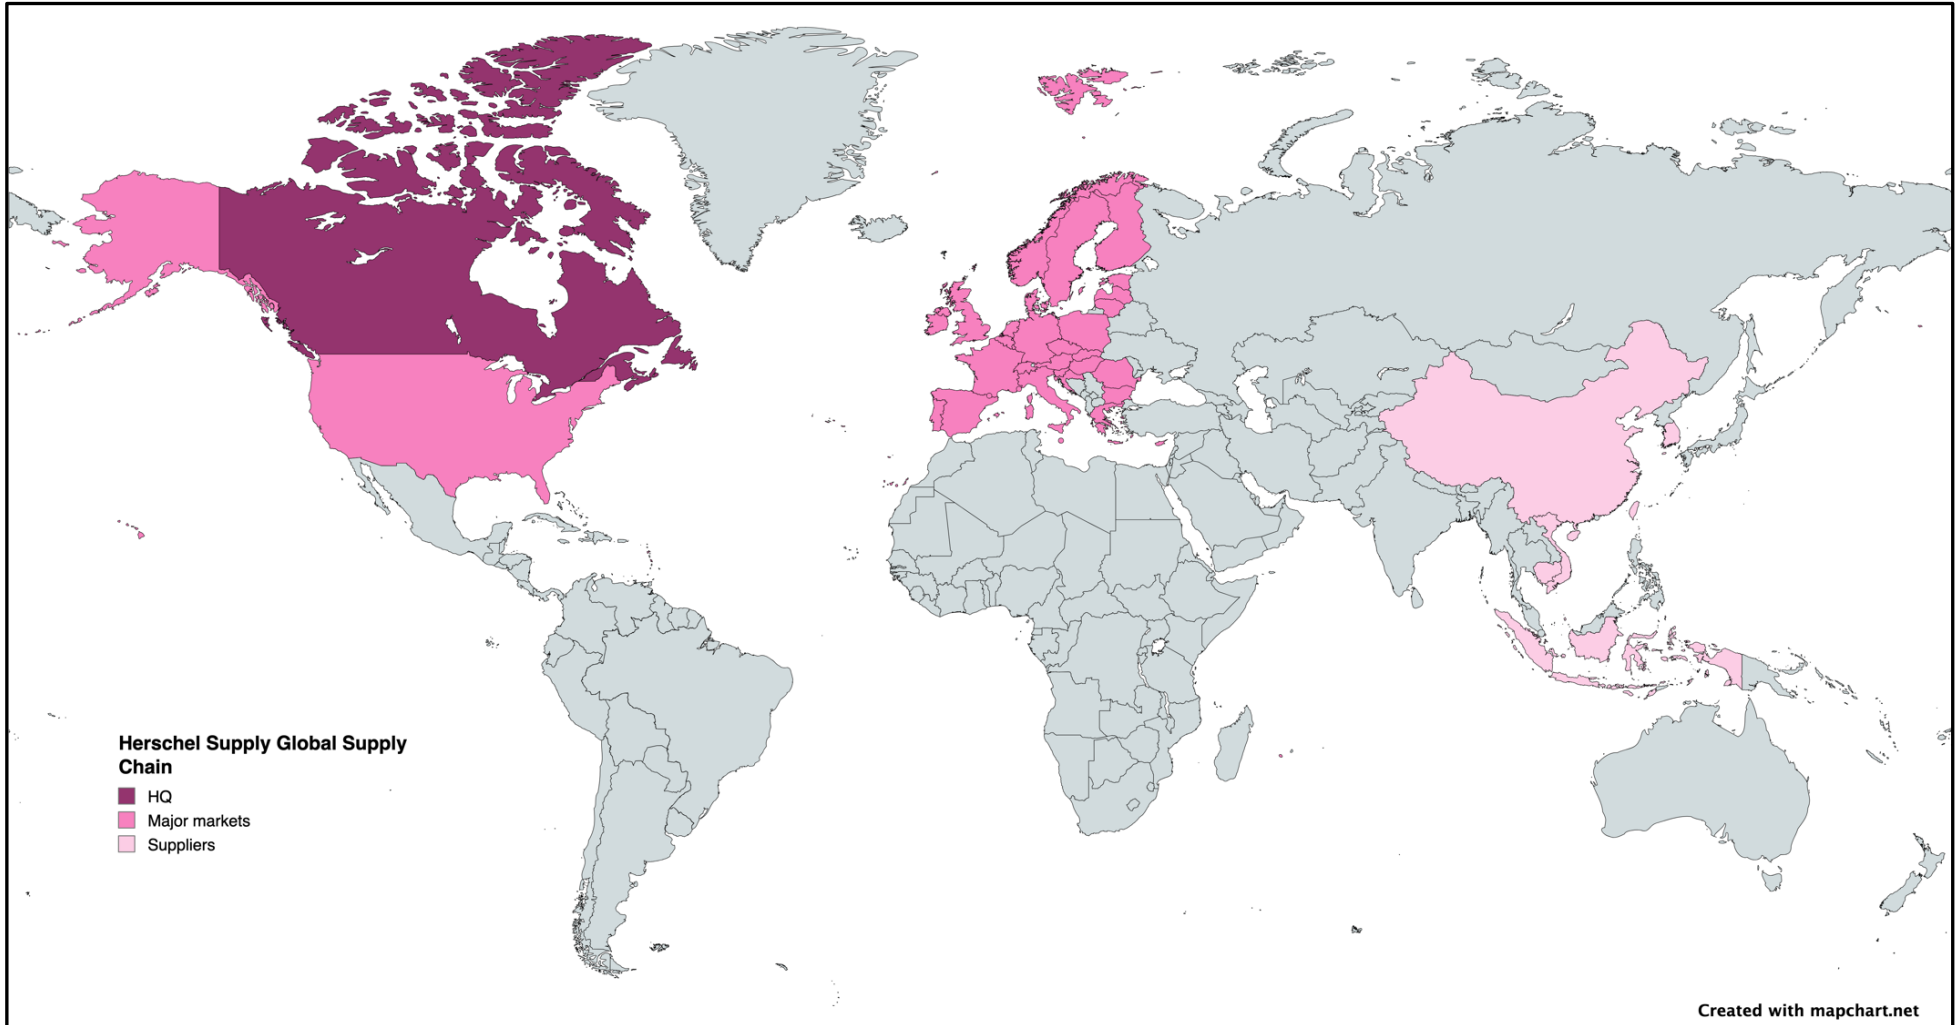 Herschel Supply Global Supply
Chain
HQ
Major markets
Suppliers
Created with mapchart.net